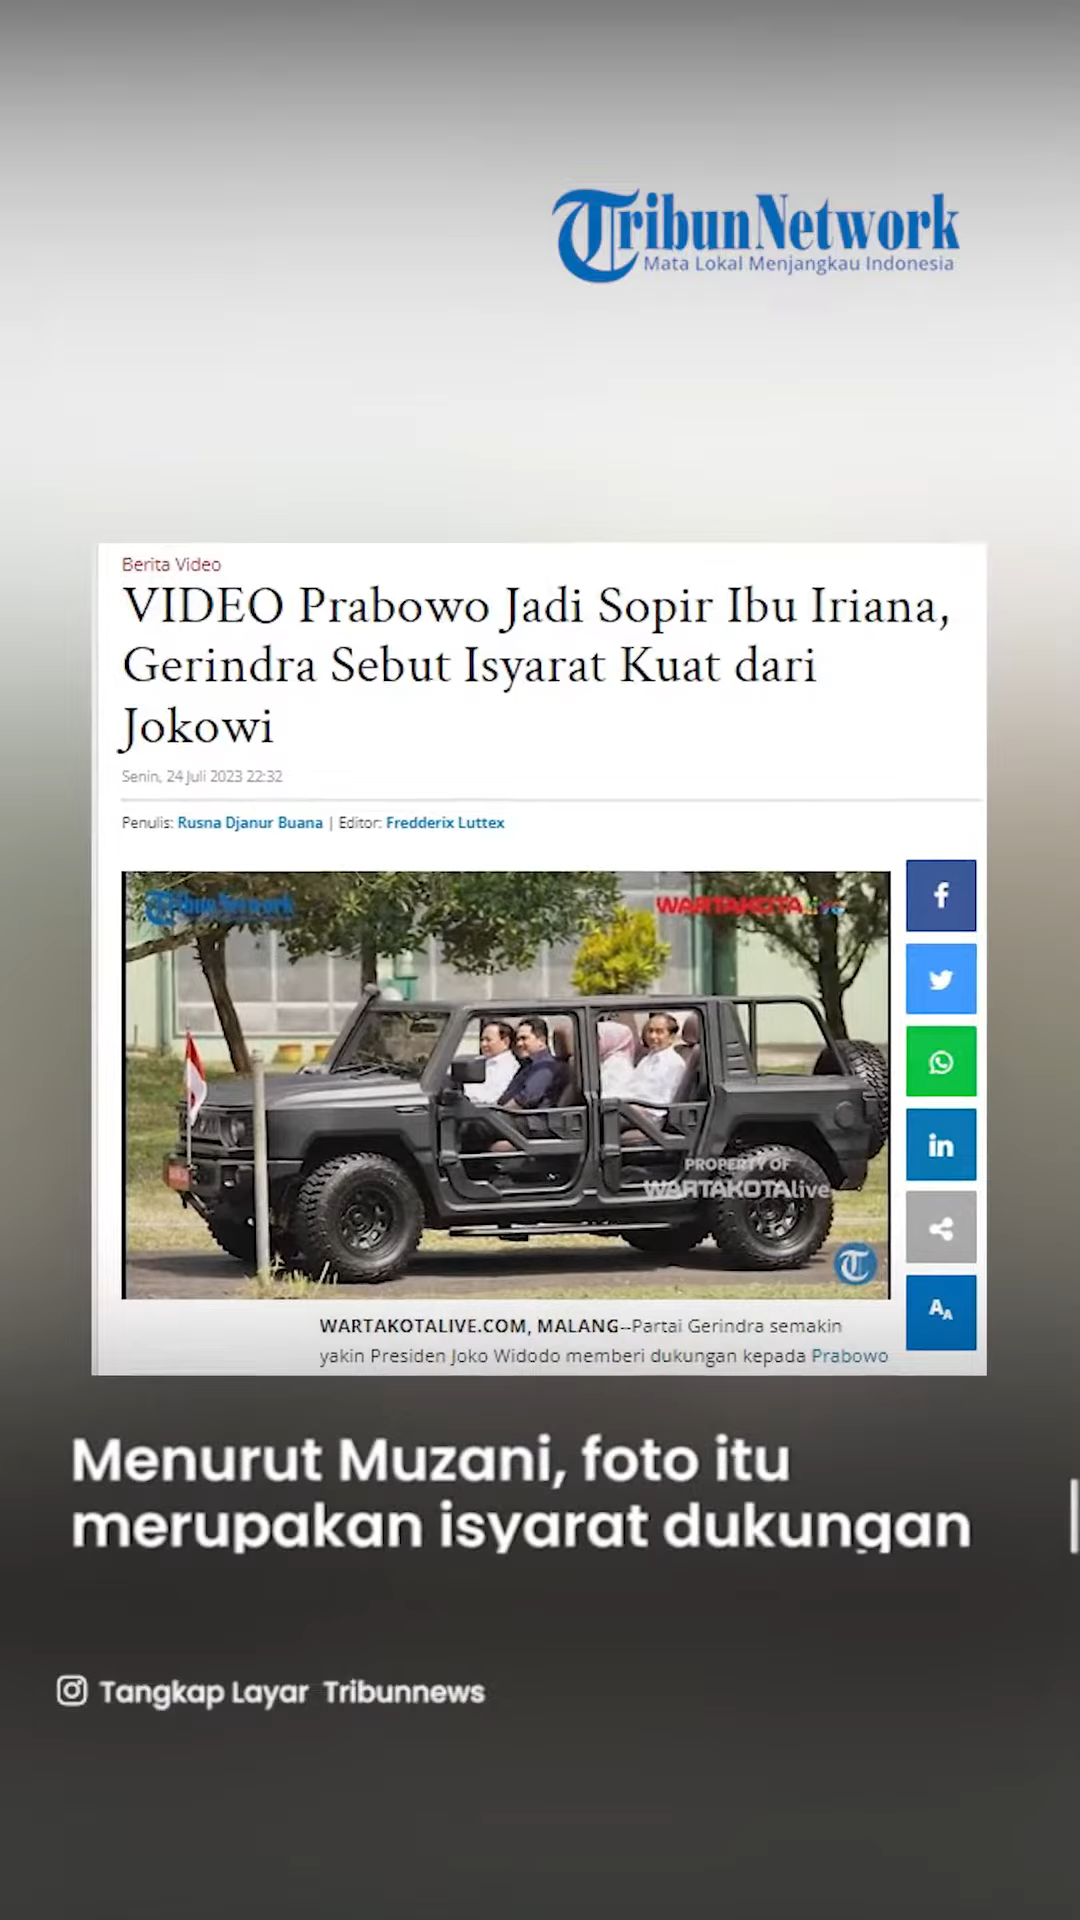 TribunNetwork
Mata Lokal Menjangkau Indonesia
Berita Video
VIDEO Prabowo Jadi Sopir Ibu Iriana,
Gerindra Sebut Isyarat Kuat dari
Jokowi
Senin, 24 Juli 2023 22:32
Penulis: Rusna Djanur Buana | Editor: Fredderix Luttex
TribunNetwork
WARTAKOTA
PROPERTY OF
WARTAKOTAlive
WARTAKOTALIVE.COM, MALANG--Partai Gerindra semakin
yakin Presiden Joko Widodo memberi dukungan kepada Prabowo
Menurut Muzani, foto itu
merupakan isyarat dukungan
Tangkap Layar Tribunnews